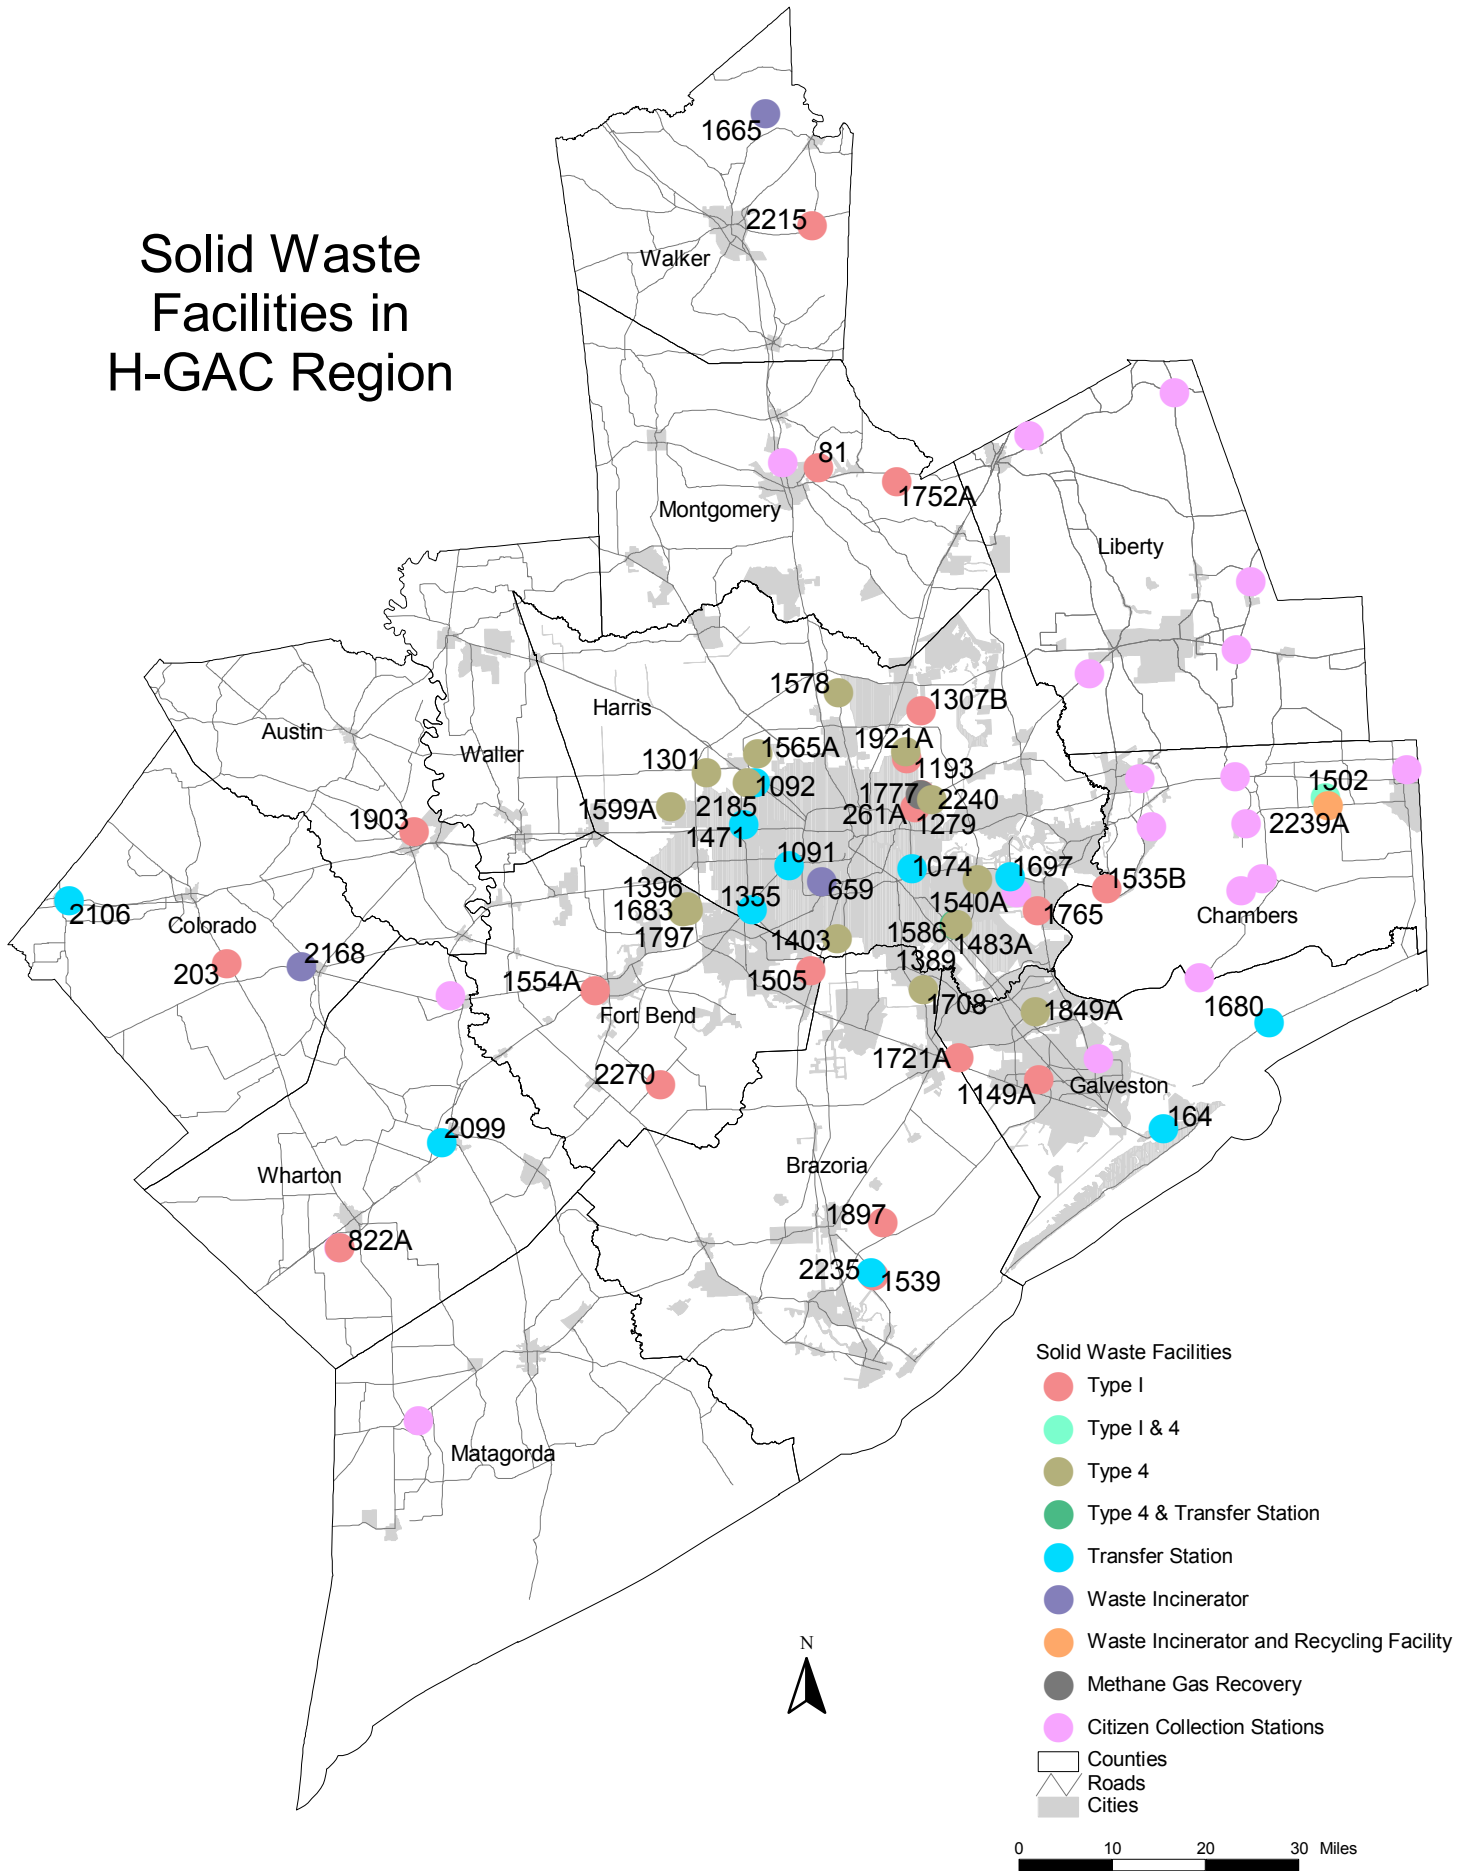 Solid Waste
Facilities in
H-GAC Region
1665
2215
Walker
81
1752A
Montgomery
Liberty
1578
1307B
Harris
Austin
Waller
1565A
1921A
1301
1193
1092
1502
1777
2240
1599A
2185
261A
1279
2239A
1903
1471
1091
1074
1697
659
1535B
1396
1355
1540A
2106
1683
1765
Colorado
1586
Chambers
1797
1403
1483A
2168
1389
203
1554A
1505
1708
1680
1849A
Fort Bend
1721A
2270
1149A
Galveston
164
2099
Wharton
Brazoria
1897
822A
2235
1539
Matagorda
Solid Waste Facilities
Type I
Type I & 4
Type 4
Type 4 & Transfer Station
Transfer Station
Waste Incinerator
Waste Incinerator and Recycling Facility
Methane Gas Recovery
Citizen Collection Stations
Counties
Roads
Cities
N
0 10 20 30 Miles